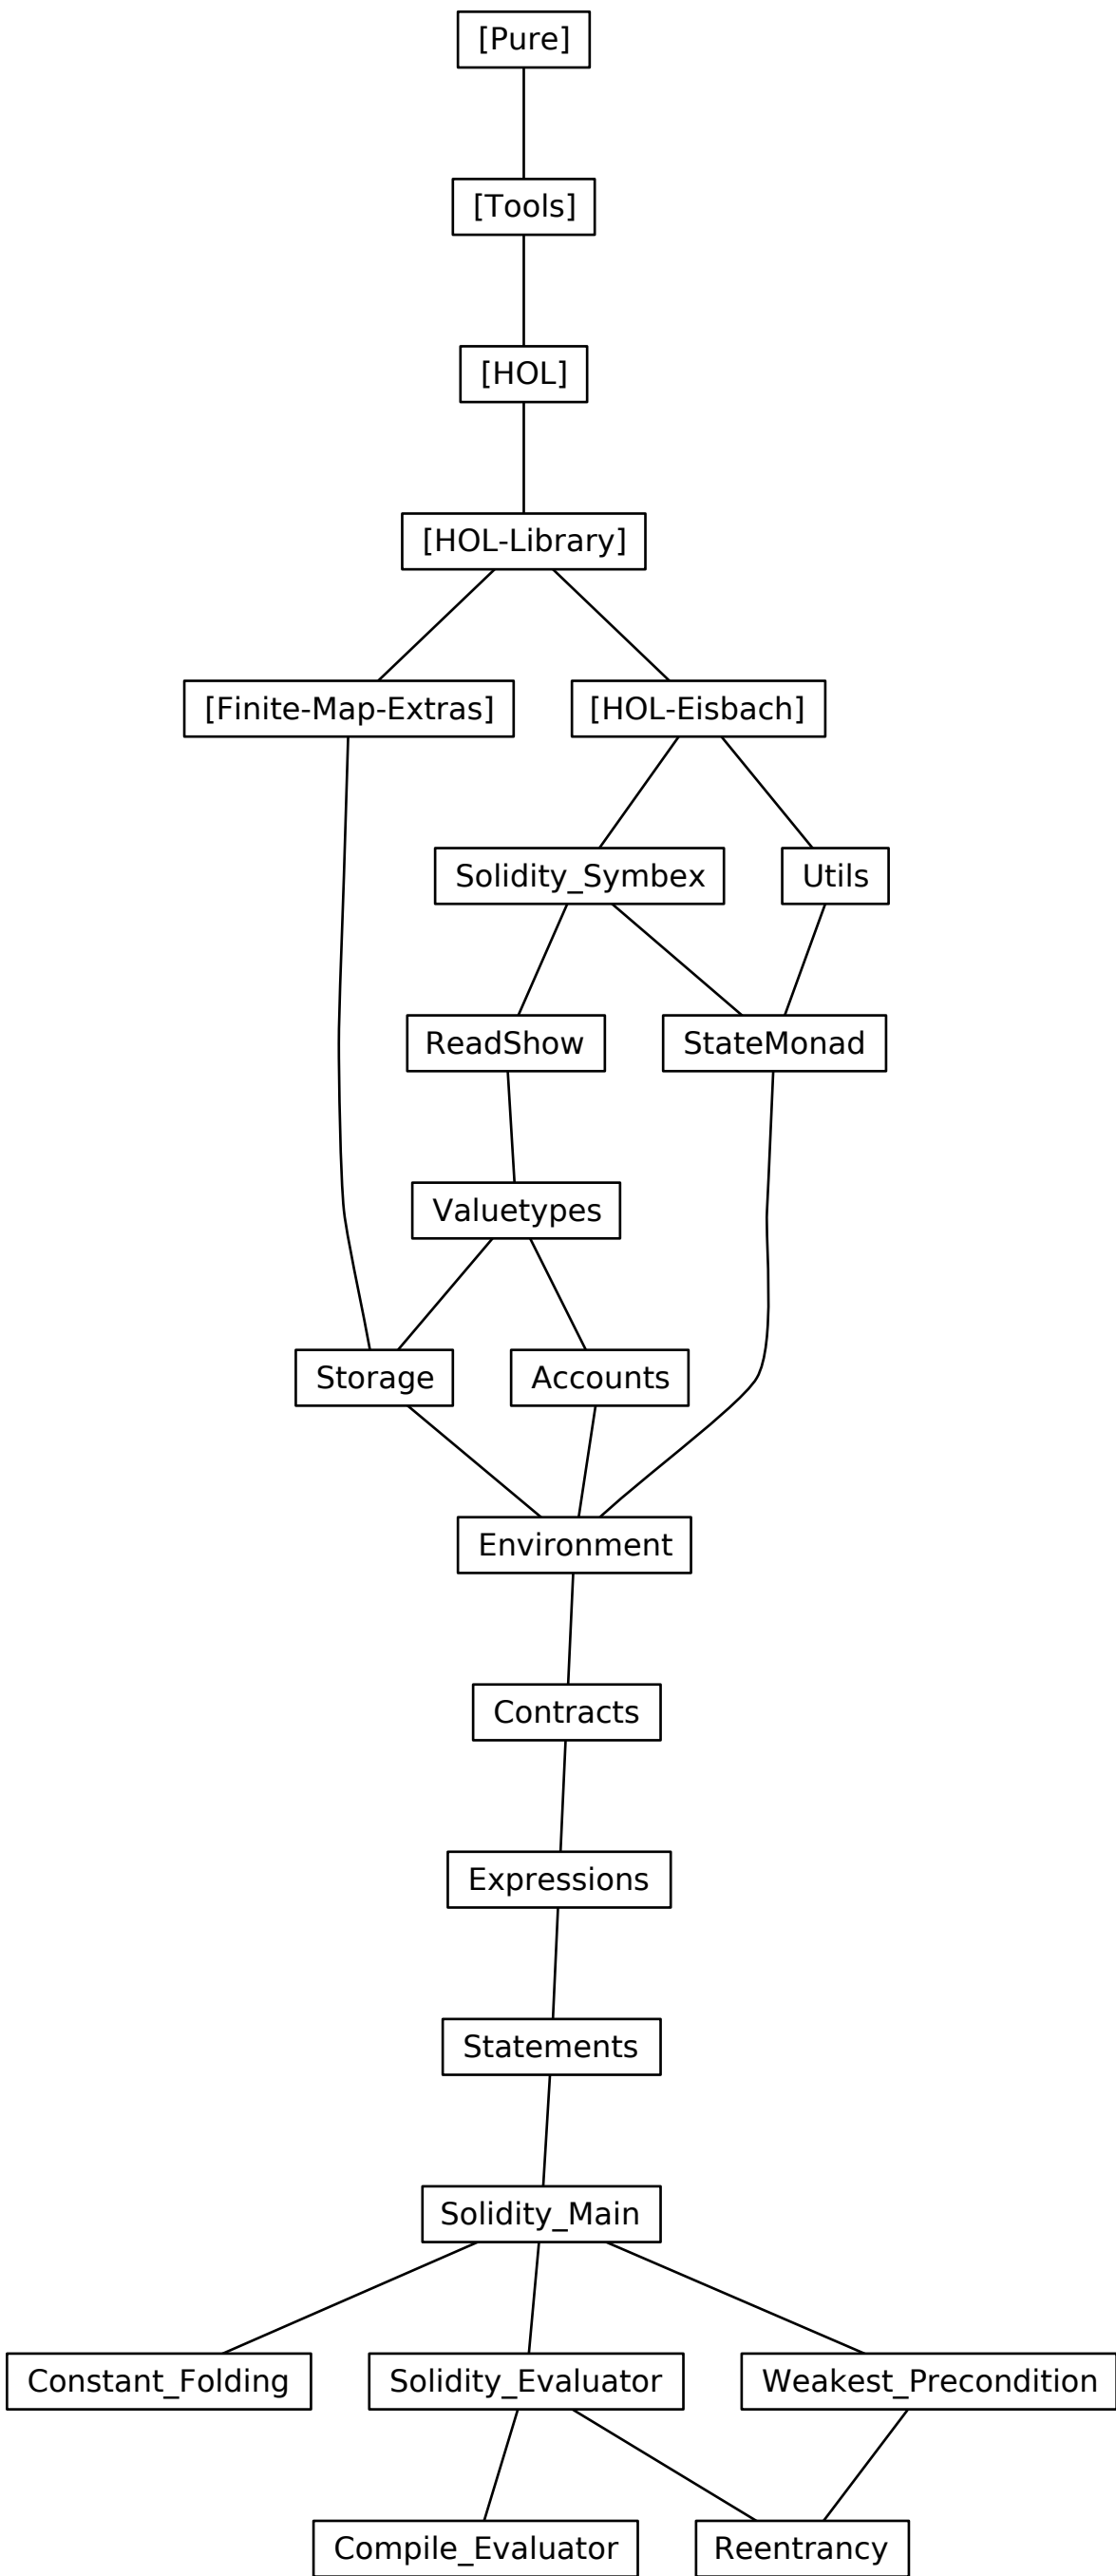 [Pure]
[Tools]
[HOL]
[HOL-Library]
[Finite-Map-Extras]
[HOL-Eisbach]
Solidity_Symbex
Utils
ReadShow
StateMonad
Valuetypes
Storage
Accounts
Environment
Contracts
Expressions
Statements
Solidity_Main
Constant_Folding
Solidity_Evaluator
Weakest_Precondition
Compile_Evaluator
Reentrancy